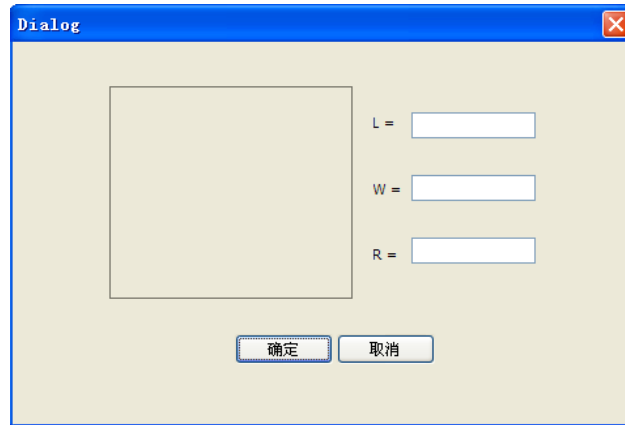 Dialog
L =
W =
R =
确定 取消